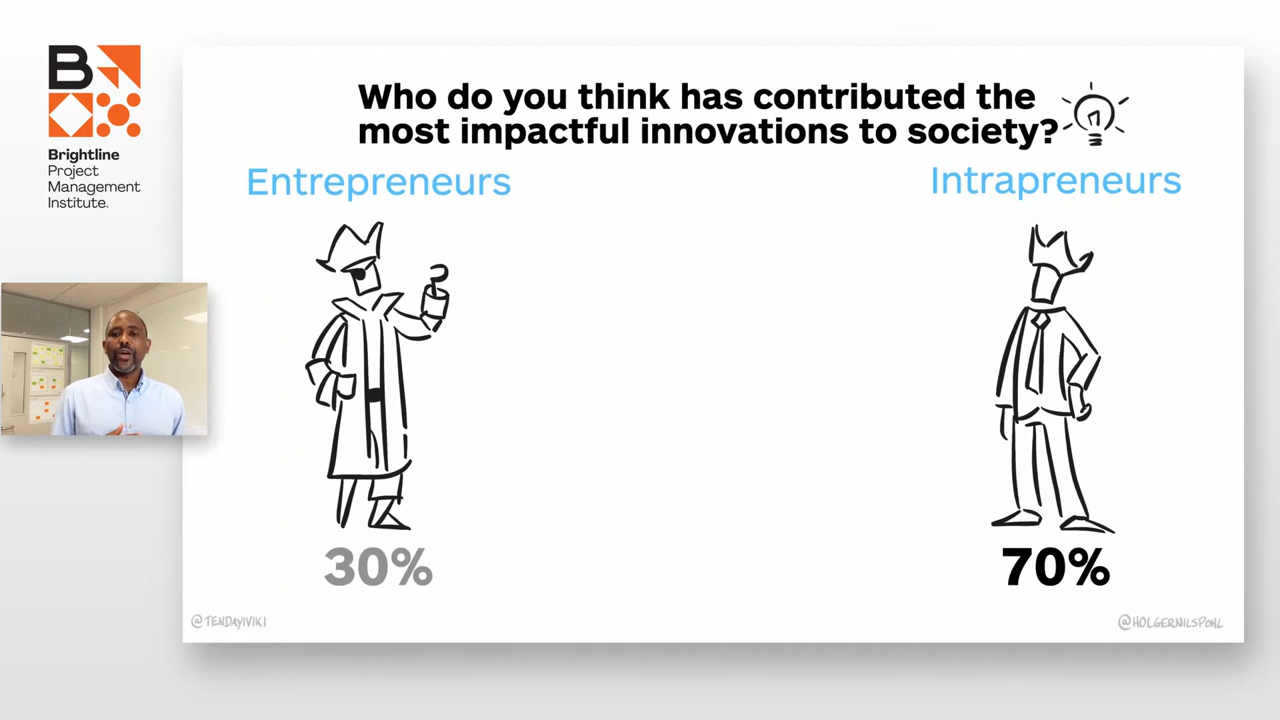 B
Brightline
Project
Management
Institute.
Who do you think has contributed the
most impactful innovations to society?
Entrepreneurs
Intrapreneurs
30%
70%
@TENDAYIVIKI
@HOLGERNILSPOHL